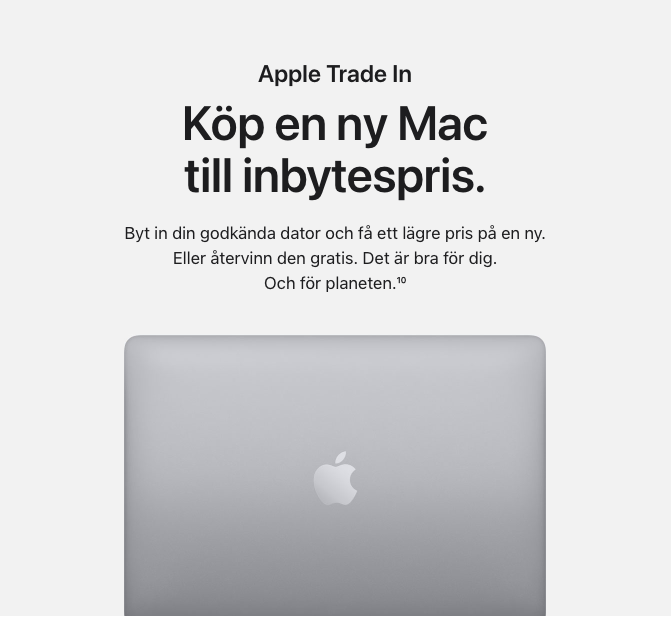 Apple Trade In
Köp en ny Mac
till inbytespris.
Byt in din godkända dator och få ett lägre pris på en ny.
Eller återvinn den gratis. Det är bra för dig.
Och för planeten.¹⁰